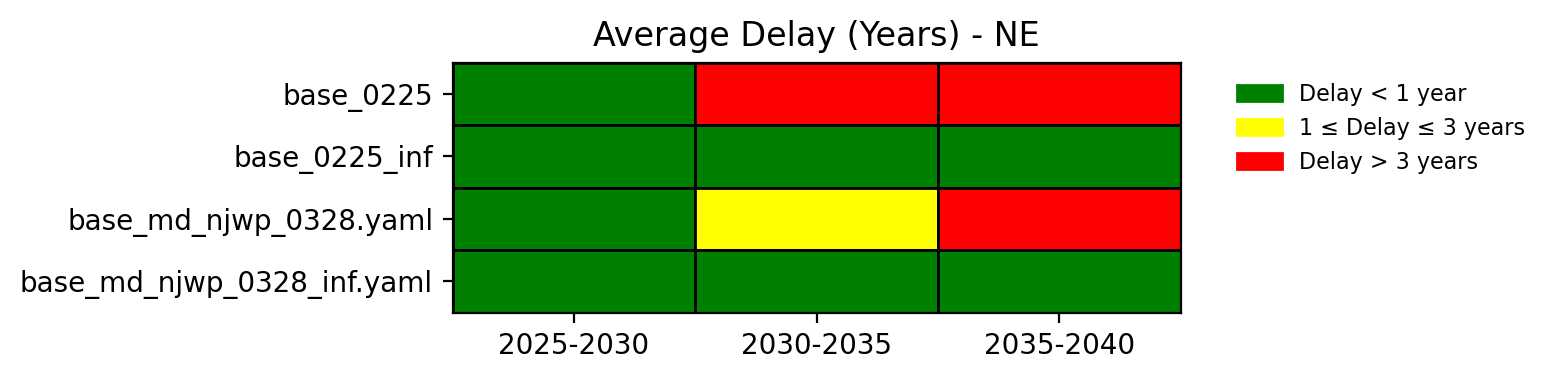 Average Delay (Years) - NE
base_0225
base_0225_inf
base_md_njwp_0328.yaml
base_md_njwp_0328_inf.yaml
2025-2030 2030-2035 2035-2040
Delay < 1 year
1 ≤ Delay ≤ 3 years
Delay > 3 years